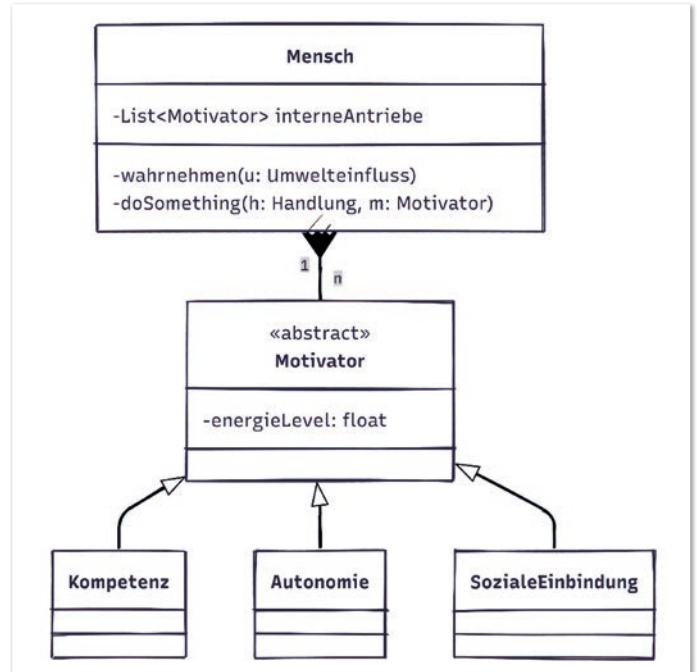 Mensch
-List<Motivator> interneAntriebe
-wahrnehmen(u: Umwelteinfluss)
-doSomething(h: Handlung, m: Motivator)
1
n
«abstract»
Motivator
-energieLevel: float
Kompetenz
Autonomie
SozialeEinbindung